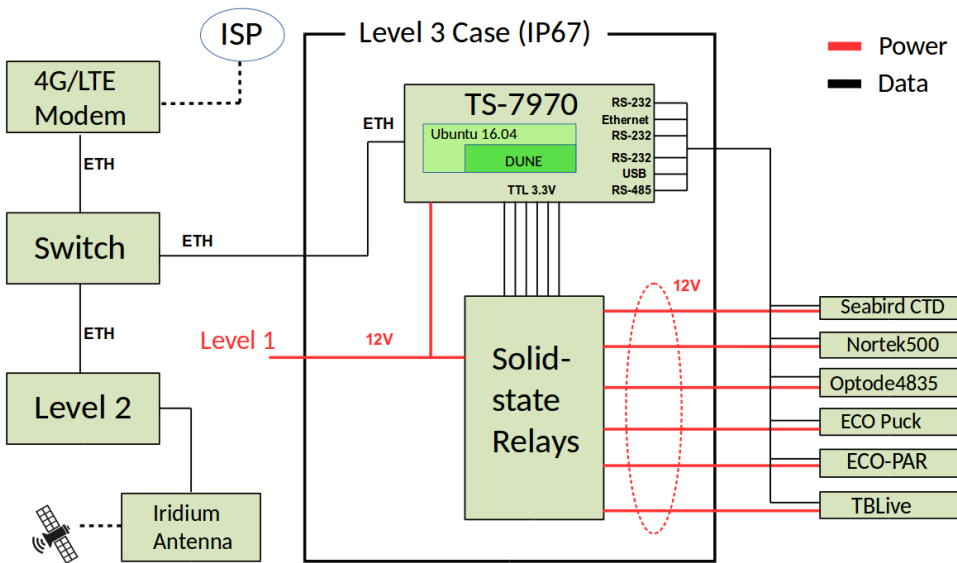 ISP
Level 3 Case (IP67)
Power
Data
4G/LTE
Modem
ETH
Switch
ETH
ETH
Level 2
Iridium
Antenna
ETH
TS-7970
Ubuntu 16.04
DUNE
TTL 3.3V
RS-232
Ethernet
RS-232
RS-232
USB
RS-485
Level 1
12V
Solid-
state
Relays
12V
Seabird CTD
Nortek500
Optode4835
ECO Puck
ECO-PAR
TBLive